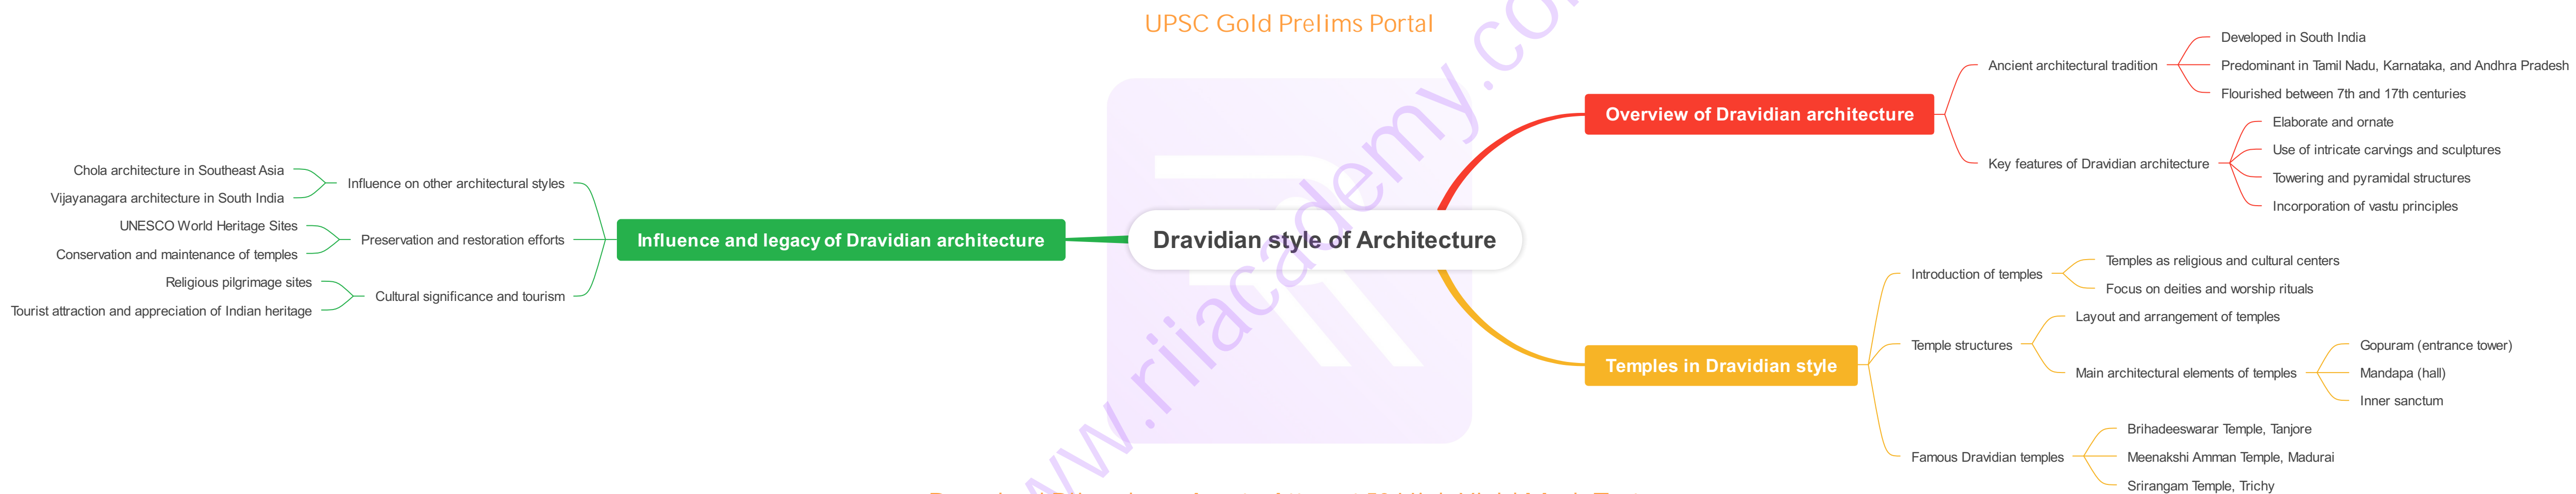 UPSC Gold Prelims Portal
Dravidian style of Architecture
Overview of Dravidian architecture
Ancient architectural tradition
Developed in South India
Predominant in Tamil Nadu, Karnataka, and Andhra Pradesh
Flourished between 7th and 17th centuries
Key features of Dravidian architecture
Elaborate and ornate
Use of intricate carvings and sculptures
Towering and pyramidal structures
Incorporation of vastu principles
Temples in Dravidian style
Introduction of temples
Temples as religious and cultural centers
Focus on deities and worship rituals
Temple structures
Layout and arrangement of temples
Main architectural elements of temples
Gopuram (entrance tower)
Mandapa (hall)
Inner sanctum
Famous Dravidian temples
Brihadeeswarar Temple, Tanjore
Meenakshi Amman Temple, Madurai
Srirangam Temple, Trichy
Influence and legacy of Dravidian architecture
Influence on other architectural styles
Chola architecture in Southeast Asia
Vijayanagara architecture in South India
Preservation and restoration efforts
UNESCO World Heritage Sites
Conservation and maintenance of temples
Cultural significance and tourism
Religious pilgrimage sites
Tourist attraction and appreciation of Indian heritage